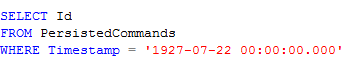 SELECT Id
FROM PersistedCommands
WHERE Timestamp = '1927-07-22 00:00:00.000'